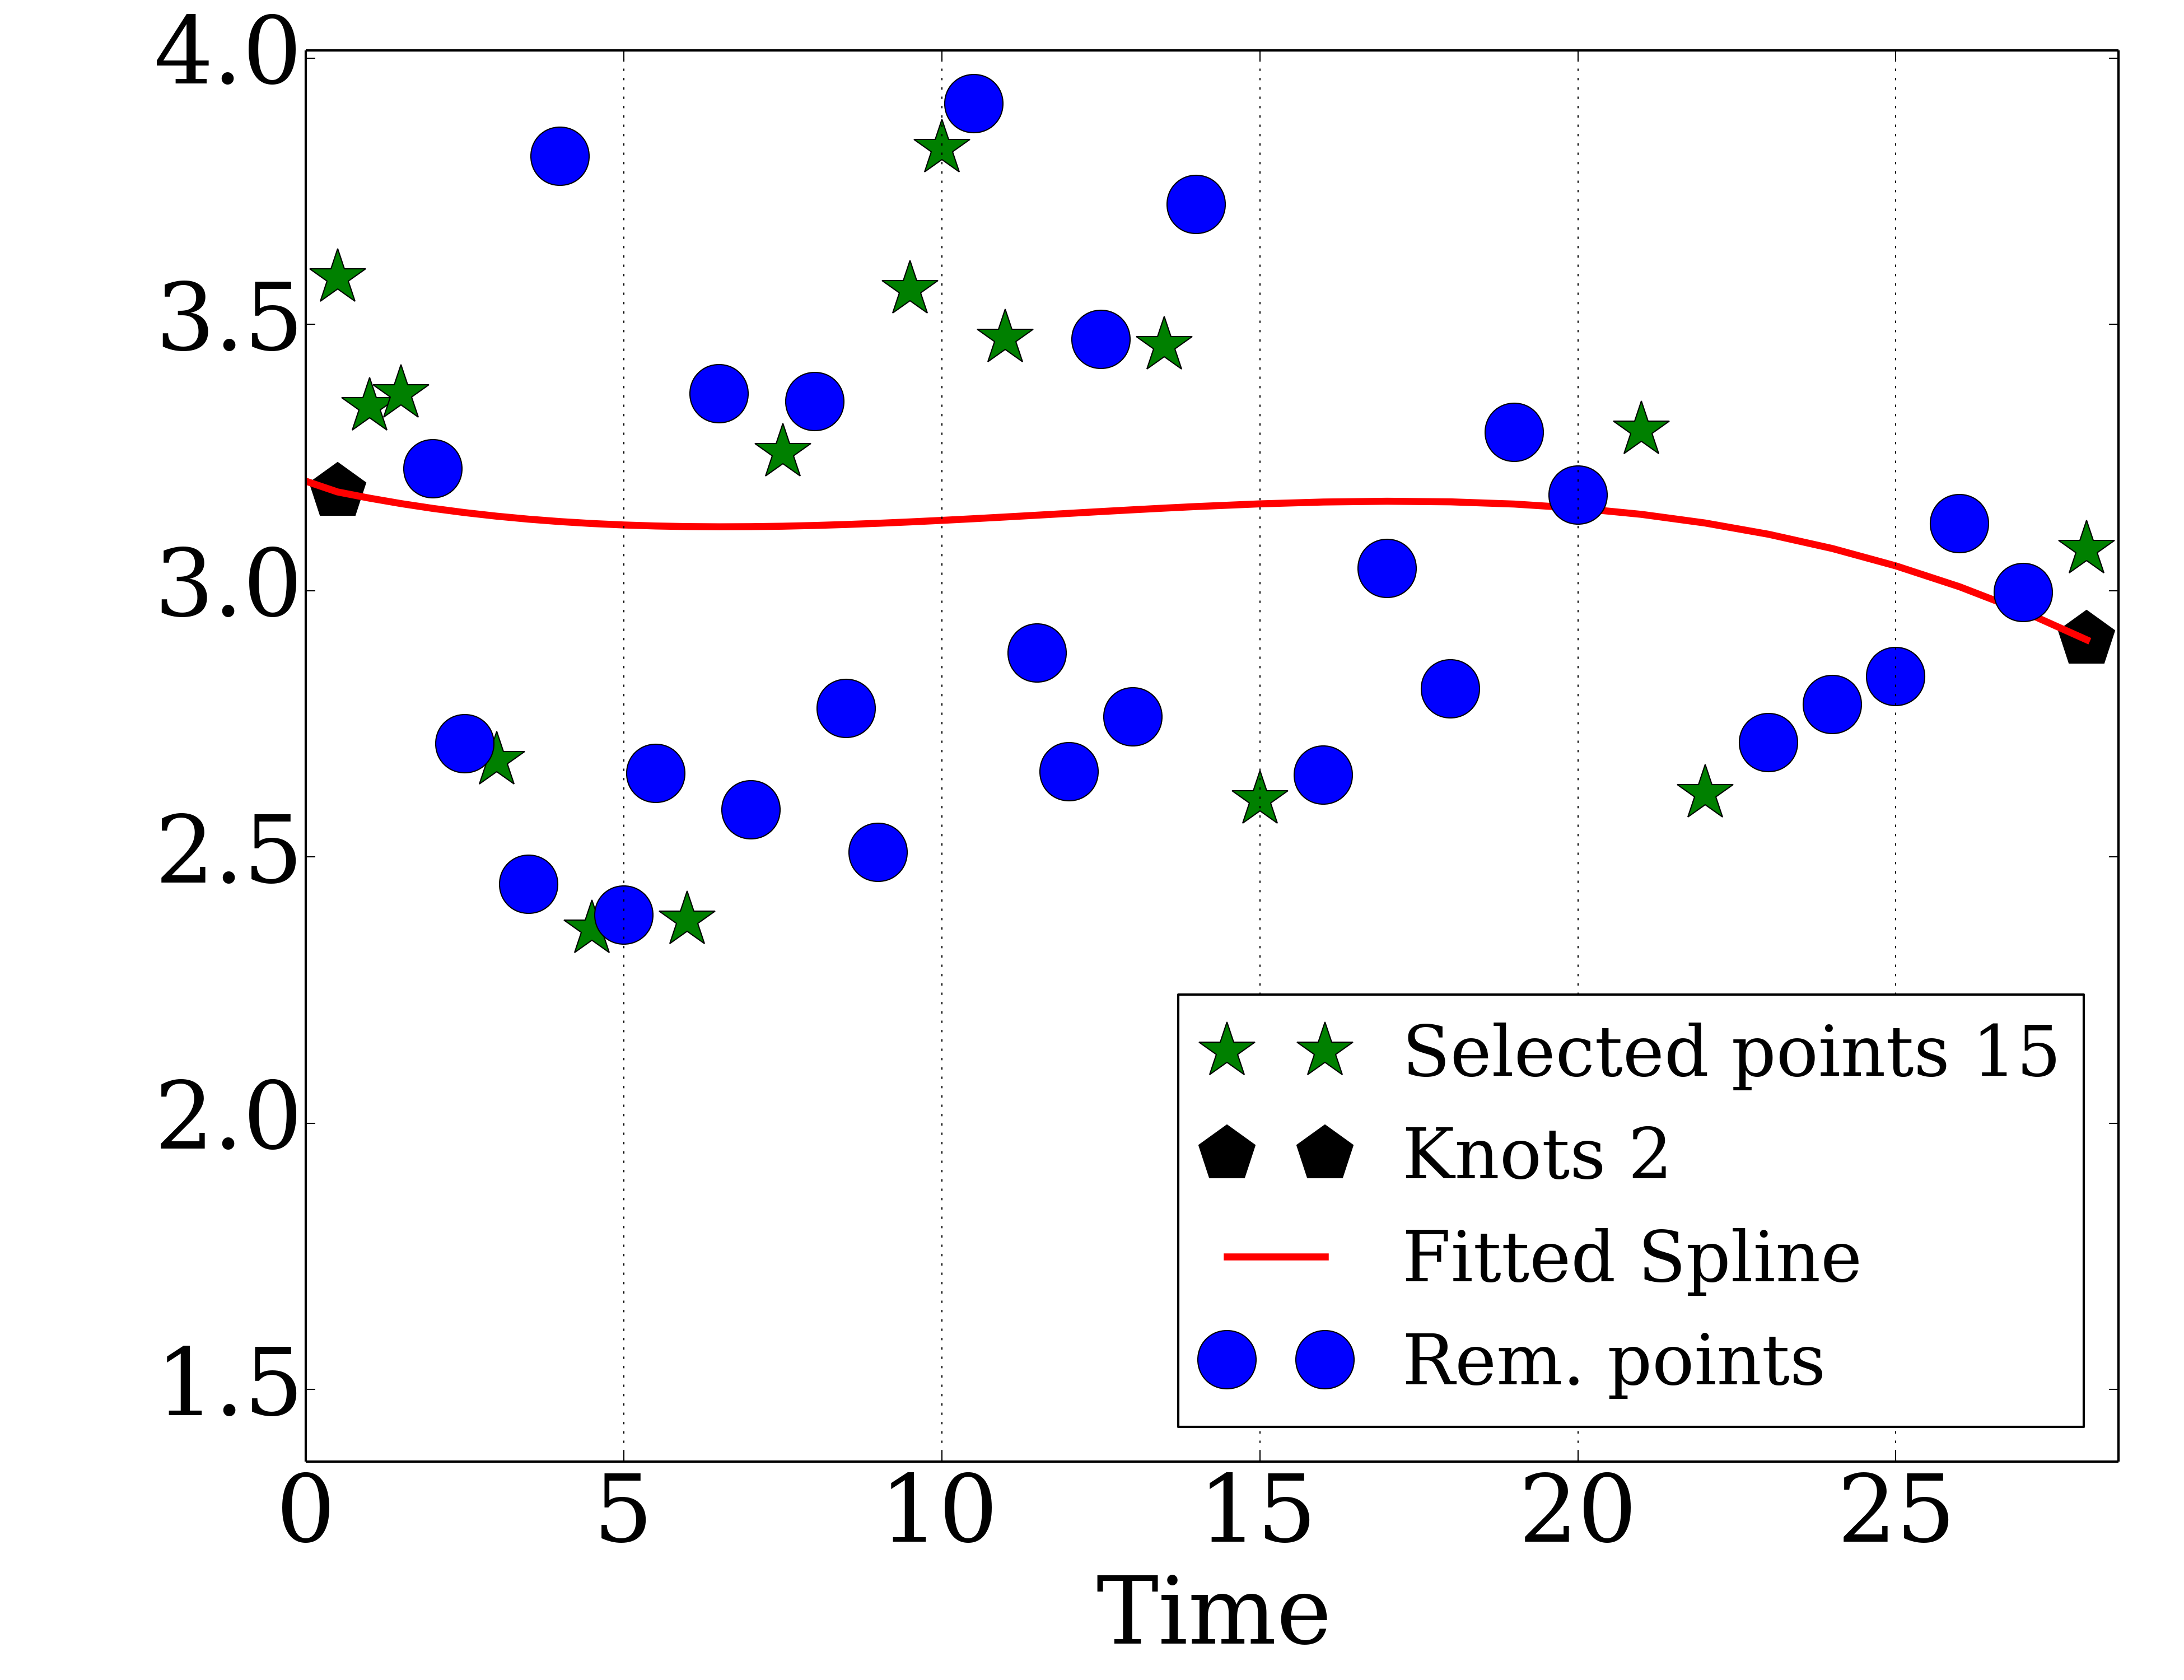 4.0
3.5
3.0
2.5
2.0
1.5
Selected points 15
Knots 2
Fitted Spline
Rem. points
0 5 10 15 20 25
Time